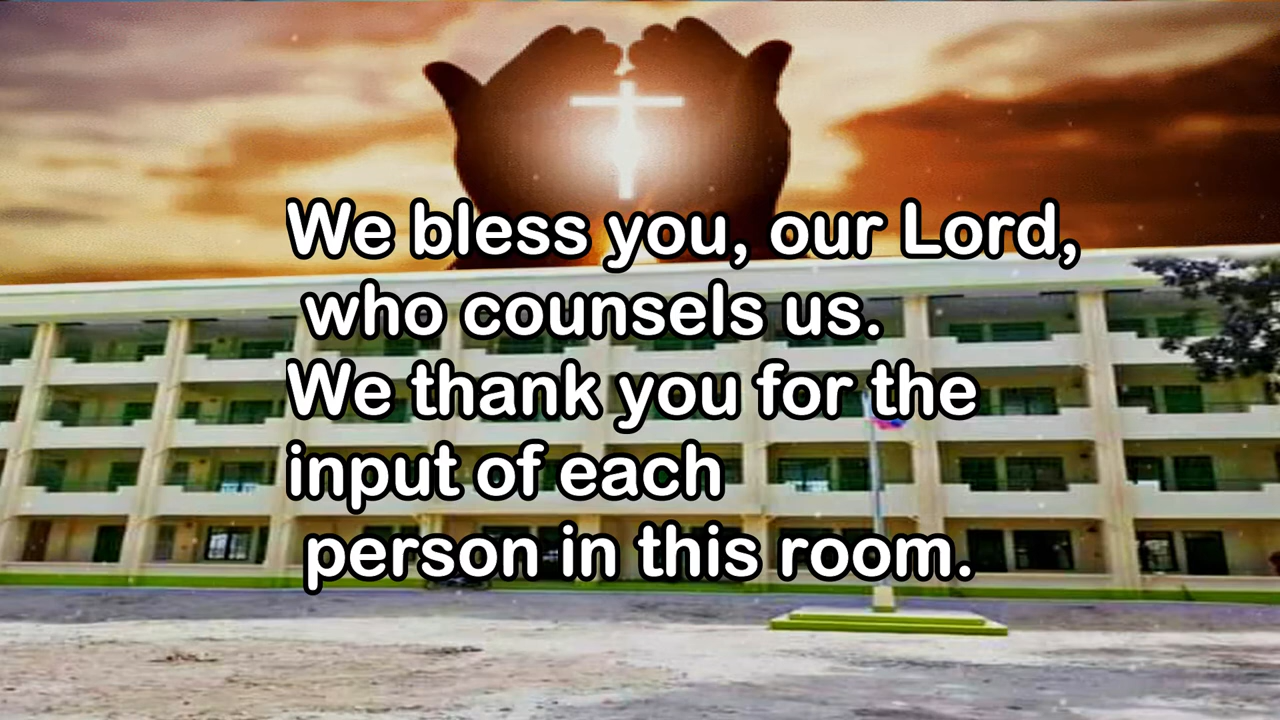 We bless you, our Lord,
who counsels us.
We thank you for the
input of each
person in this room.